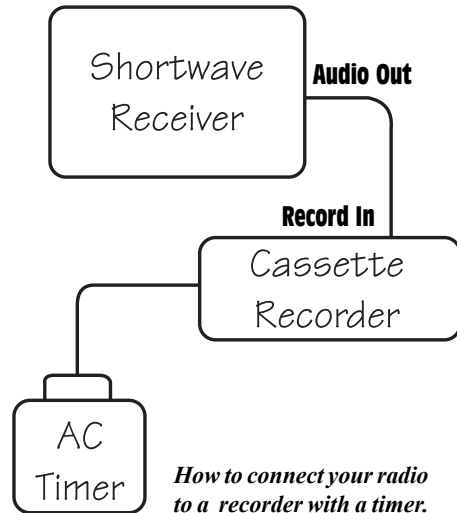 Shortwave
Receiver
Audio Out
Record In
Cassette
Recorder
AC
Timer
How to connect your radio
to a recorder with a timer.